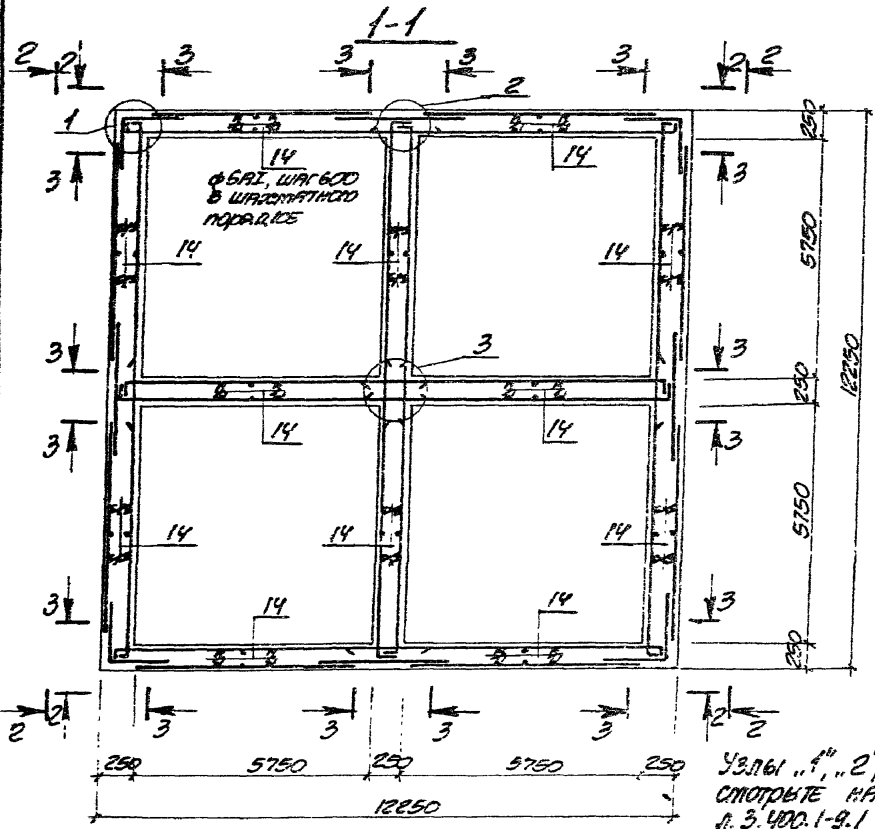 1-1
2 2 3 3 3 3 2 2
1 2
250
14 14
3 3
φ5АI, ШАГ 600
В ШАХМАТНОМ
ПОРЯДКЕ
5750
14 14 14
3 3 3
250
12250
3 14 14 3
5750
14 14 14
3 14 14 3
250
2 2 3 3 3 3 2 2
250 5750 250 5750 250
12250
УЗЛЫ „1", „2",
СМОТРЕТЕ НА
л. 3.400.1-9.1